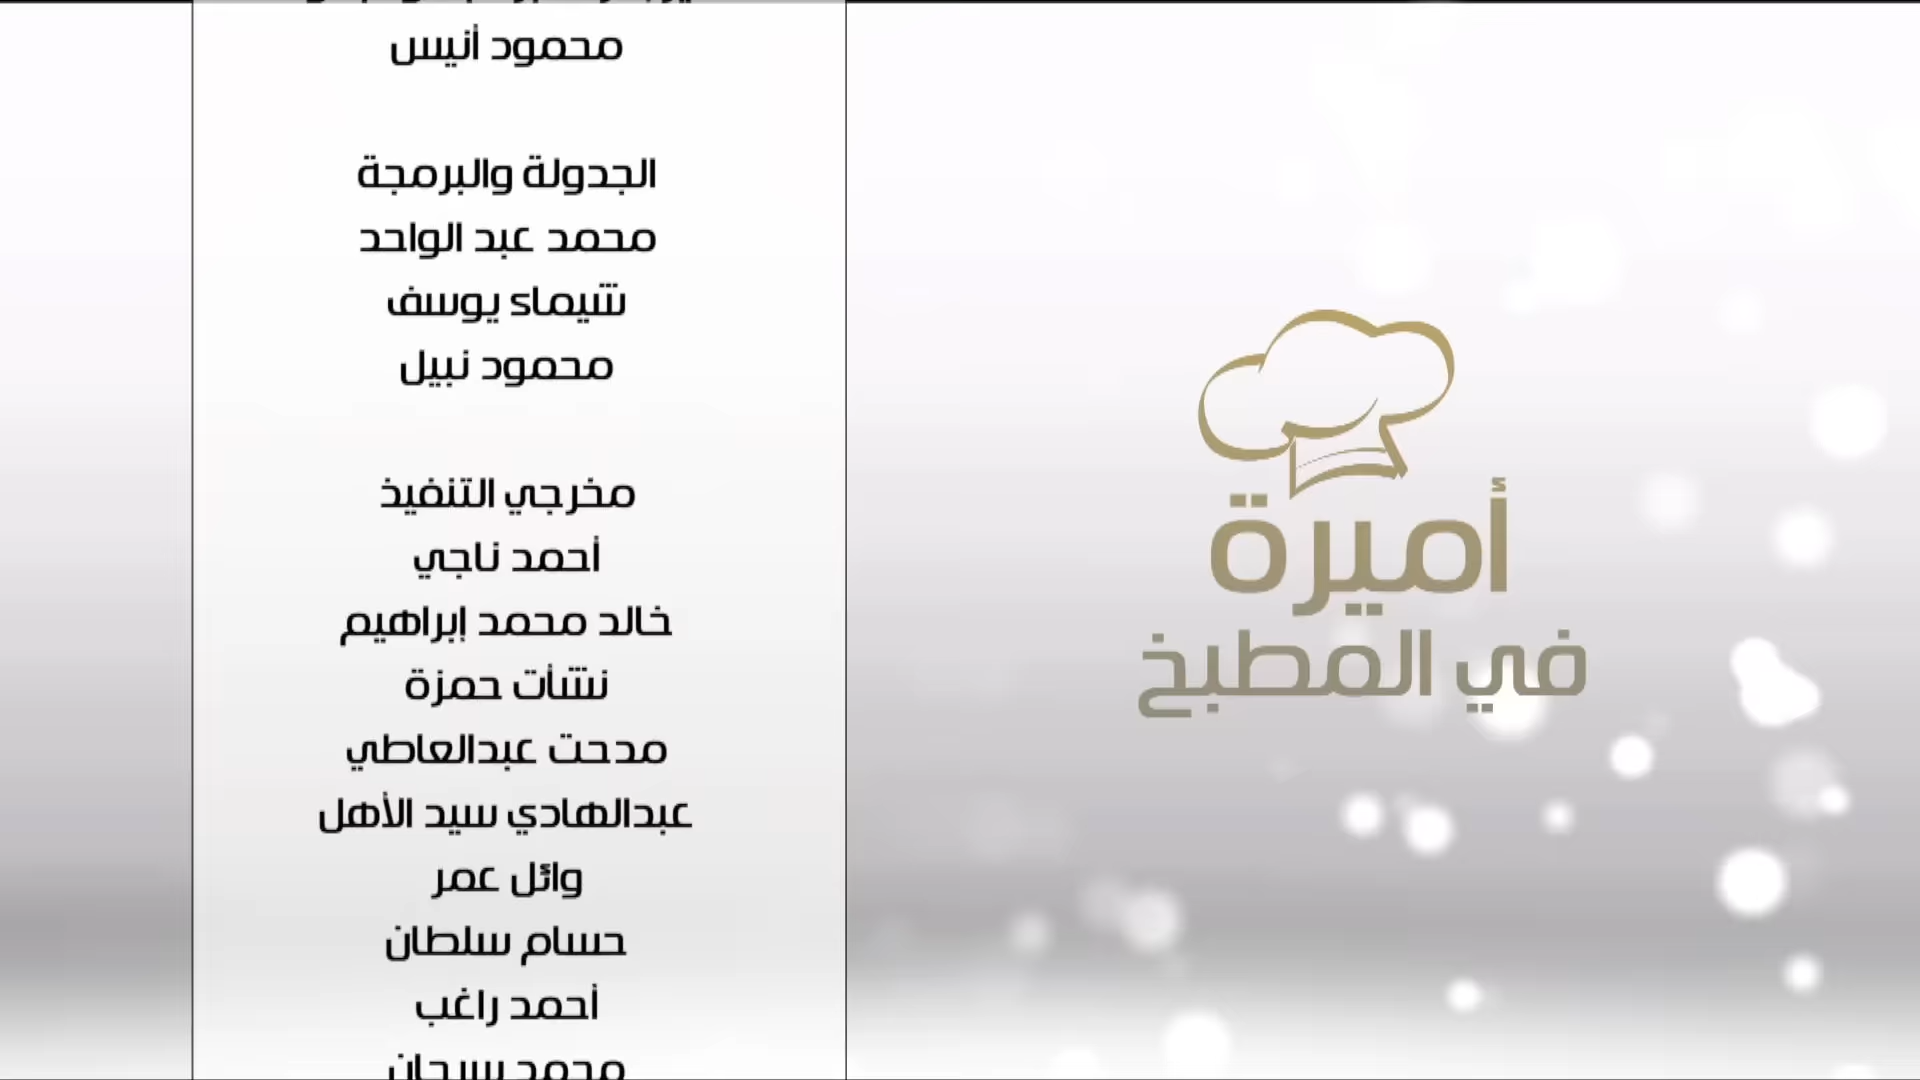 محمود أنيس
الجدولة والبرمجة
محمد عبد الواحد
شيماء يوسف
محمود نبيل
مخرجي التنفيذ
أحمد ناجي
خالد محمد إبراهيم
نشأت حمزة
مدحت عبدالعاطي
عبدالهادي سيد الأهل
وائل عمر
حسام سلطان
أحمد راغب
محمد
أميرة
في المطبخ